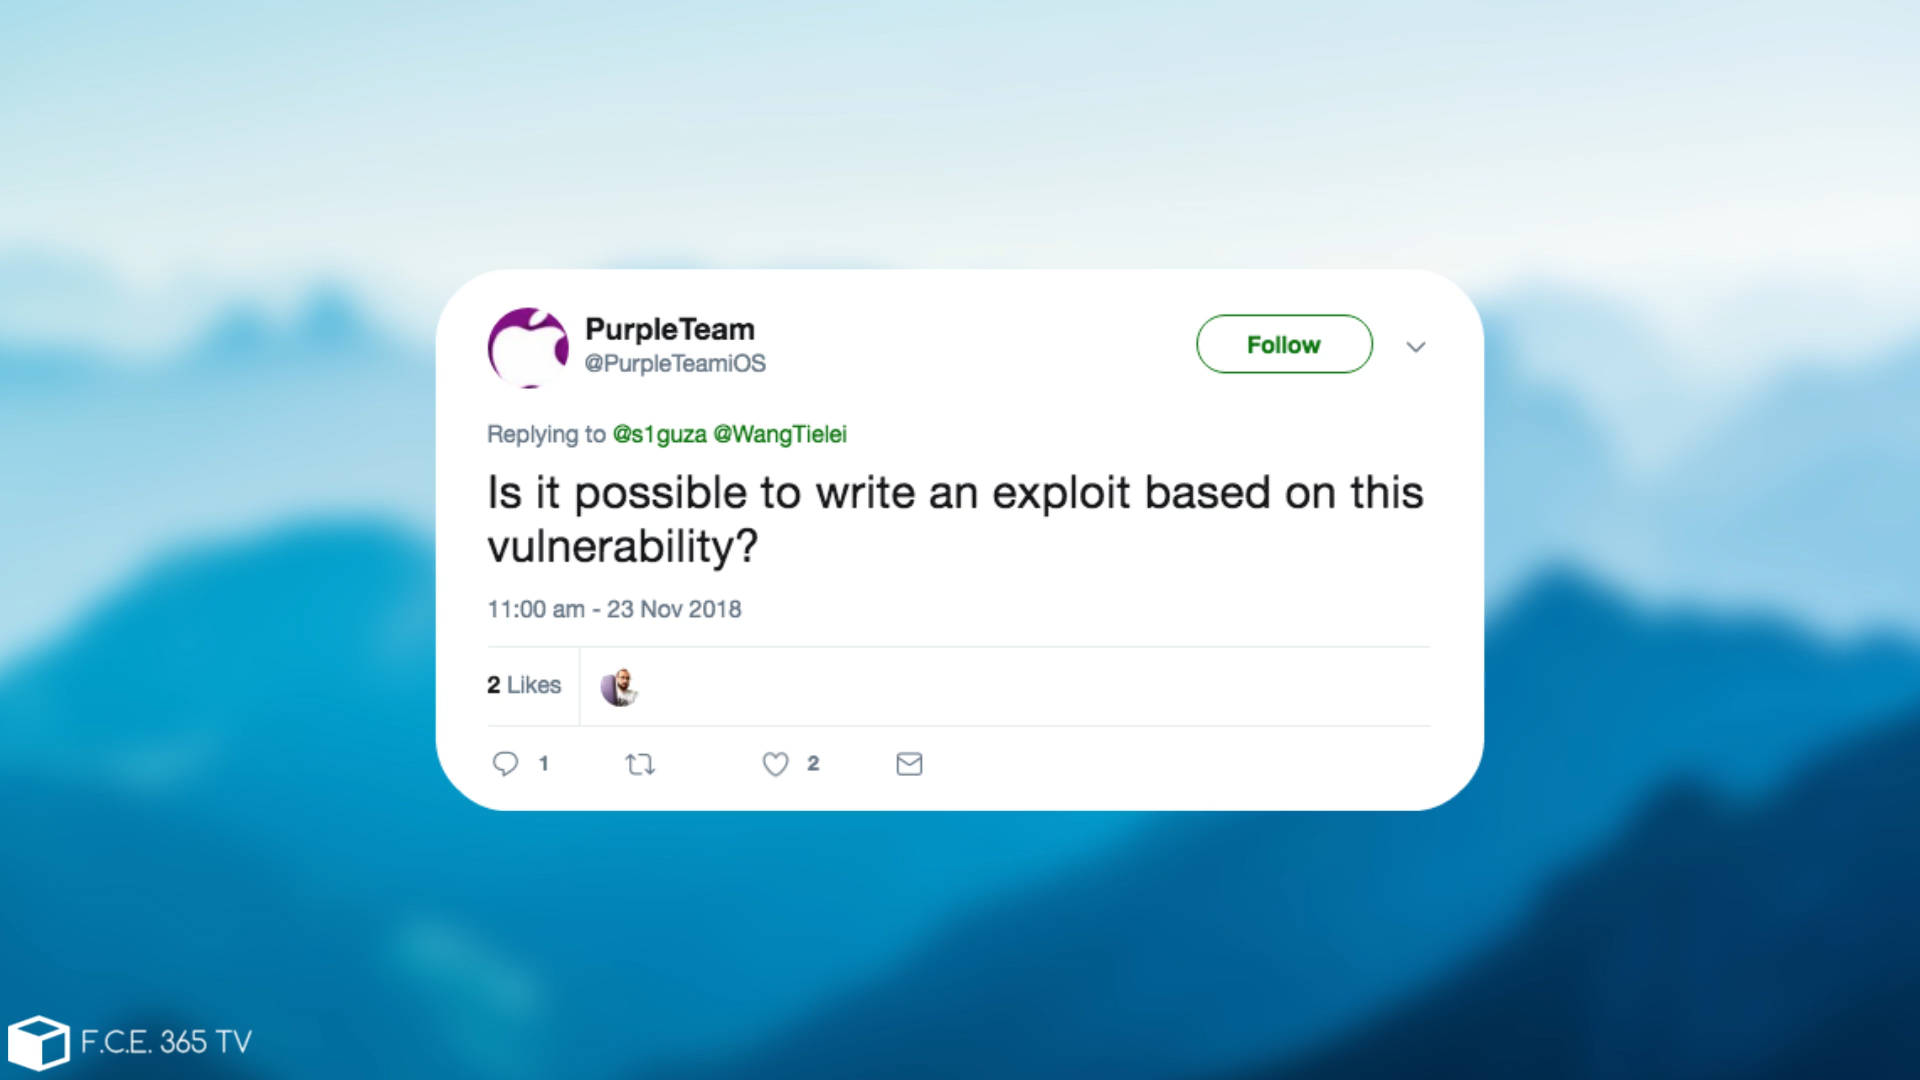 PurpleTeam
@PurpleTeamiOS
Follow
Replying to @s1guza @WangTielei
Is it possible to write an exploit based on this
vulnerability?
11:00 am - 23 Nov 2018
2 Likes
1
2
F.C.E. 365 TV